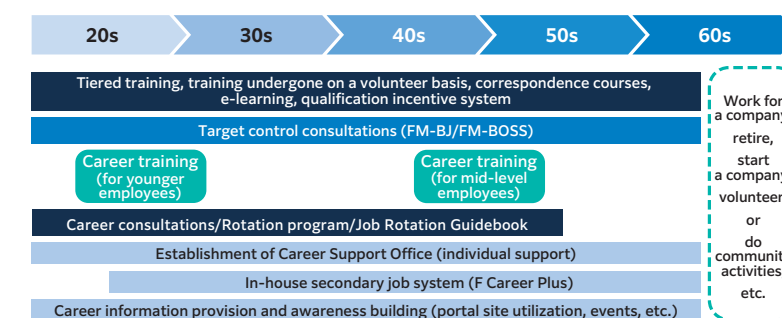 20s 30s 40s 50s 60s
Tiered training, training undergone on a volunteer basis, correspondence courses,
e-learning, qualification incentive system
Target control consultations (FM-BJ/FM-BOSS)
Career training
(for younger
employees)
Career training
(for mid-level
employees)
Career consultations/Rotation program/Job Rotation Guidebook
Establishment of Career Support Office (individual support)
In-house secondary job system (F Career Plus)
Career information provision and awareness building (portal site utilization, events, etc.)
Work for
a company
retire,
start
a company
volunteer
or
do
communit
activities
etc.